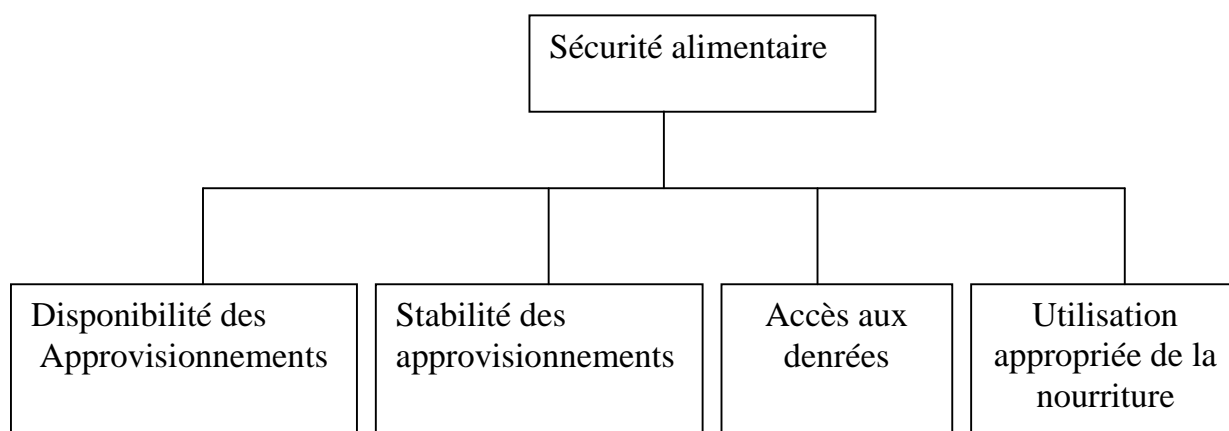 Sécurité alimentaire
Disponibilité des
Approvisionnements
Stabilité des
approvisionnements
Accès aux
denrées
Utilisation
appropriée de la
nourriture